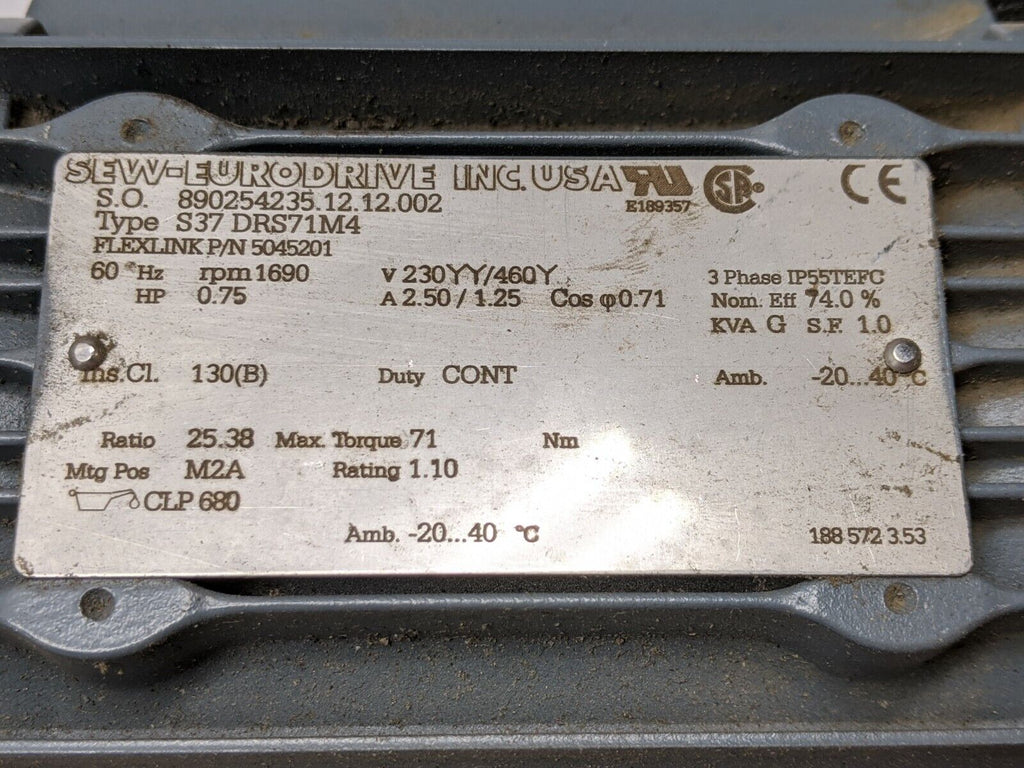 SEW-EURODRIVE INC. USA
E189357
S.O. 890254235.12.12.002
Type S37 DRS71M4
FLEXLINK P/N 5045201
60 Hz rpm 1690 V 230YY/460Y 3 Phase IP55TEFC
HP 0.75 A 2.50 / 1.25 Cos φ 0.71 Nom. Eff 74.0 %
KVA G S.F. 1.0
Ins.Cl. 130(B) Duty CONT Amb. -20...40 °C
Ratio 25.38 Max. Torque 71 Nm
Mtg Pos M2A Rating 1.10
CLP 680
Amb. -20...40 °C 188 572 3.53